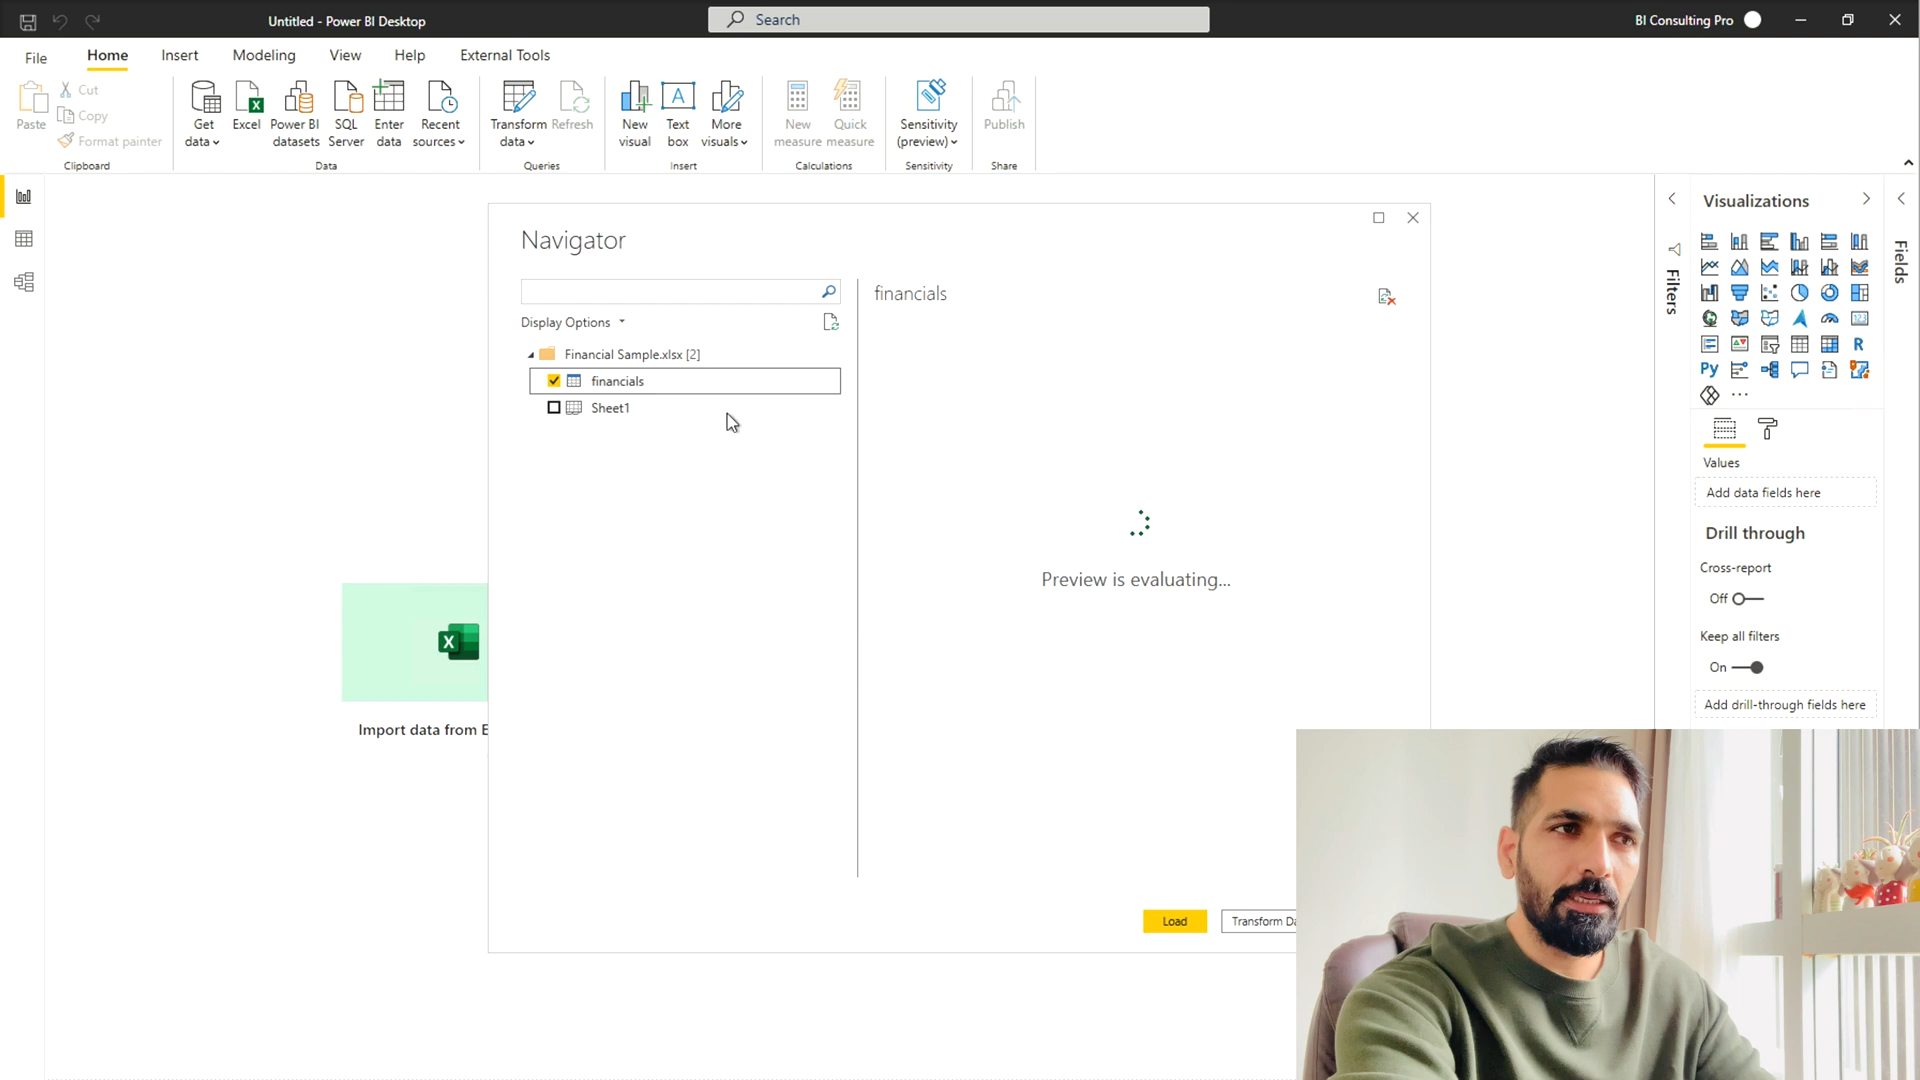 Untitled - Power BI Desktop
Search
BI Consulting Pro
File
Home
Insert
Modeling
View
Help
External Tools
Paste
Cut
Copy
Format painter
Clipboard
Get data
Excel
Power BI datasets
SQL Server
Enter data
Recent sources
Data
Transform data
Refresh
Queries
New visual
Text box
More visuals
Insert
New measure
Quick measure
Calculations
Sensitivity (preview)
Sensitivity
Publish
Share
Navigator
Display Options
Financial Sample.xlsx [2]
financials
Sheet1
financials
Preview is evaluating...
Load
Transform Da
Import data from E
Filters
Visualizations
Fields
R
Py
Values
Add data fields here
Drill through
Cross-report
Off
Keep all filters
On
Add drill-through fields here